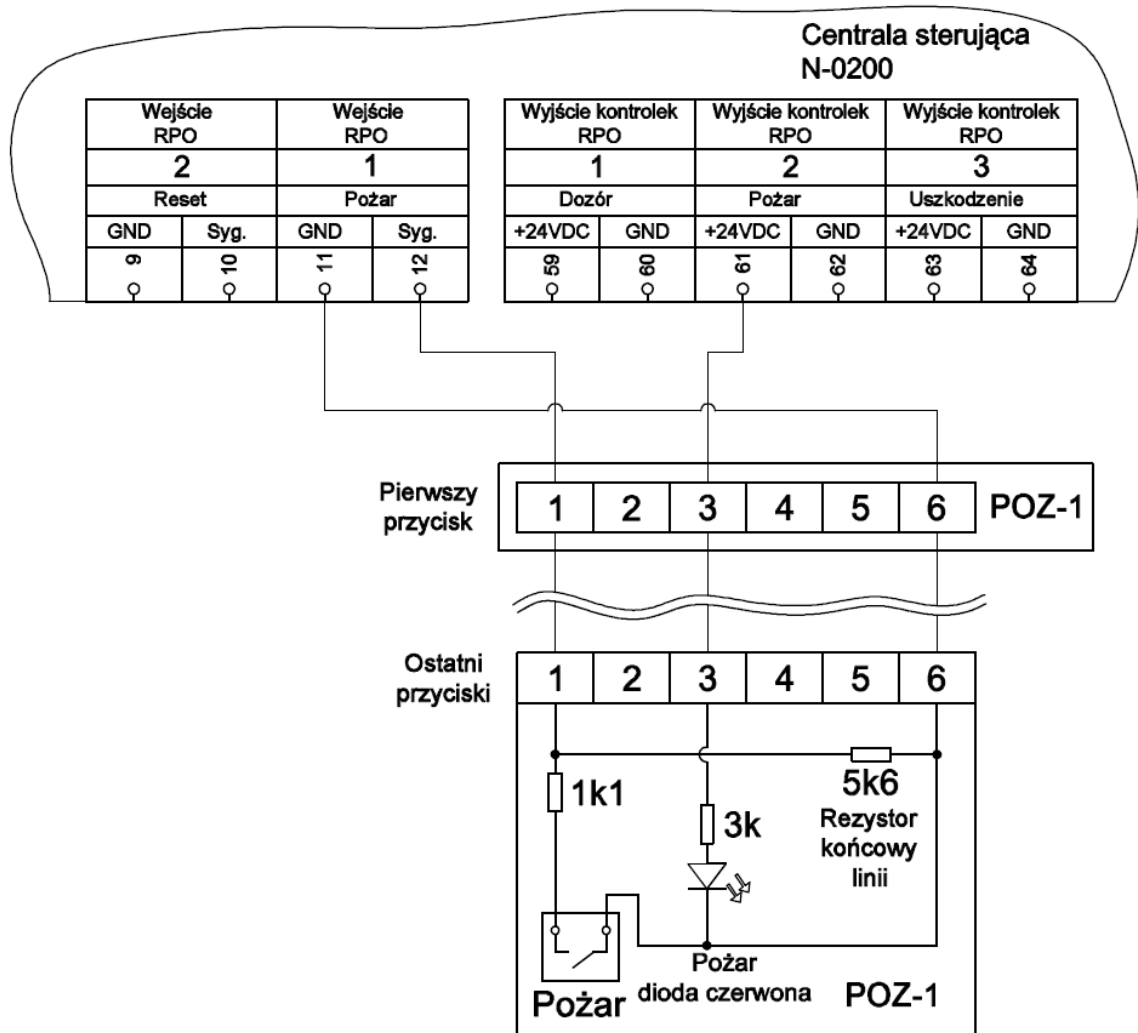 Centrala sterująca
N-0200
Wejście
RPO
Wejście
RPO
Wyjście kontrolek
RPO
Wyjście kontrolek
RPO
Wyjście kontrolek
RPO
2
1
1
2
3
Reset
Pożar
Dozór
Pożar
Uszkodzenie
GND
Syg.
GND
Syg.
+24VDC
GND
+24VDC
GND
+24VDC
GND
9
10
11
12
59
60
61
62
63
64
Pierwszy
przycisk
1
2
3
4
5
6
POZ-1
Ostatni
przyciski
1
2
3
4
5
6
1k1
3k
5k6
Rezystor
końcowy
linii
Pożar
Pożar
dioda czerwona
POZ-1